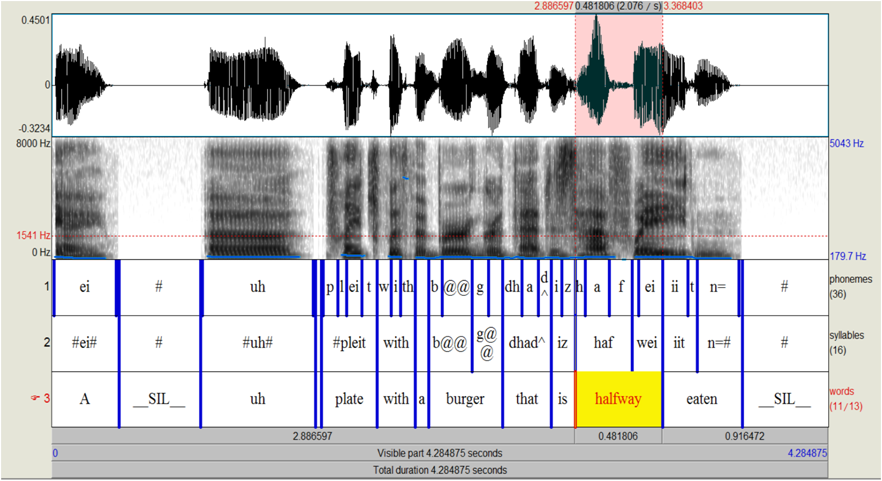 2.886597 0.481806 (2.076 / s) 3.368403
0.4501
0
-0.3234
8000 Hz 5043 Hz
1541 Hz
0 Hz 179.7 Hz
1 ei # uh p l ei t w i th b @@ g dh a d^ i z h a f ei ii t n= # phonemes (36)
2 #ei# # #uh# #pleit with b@@ g@@ dhad^ iz haf wei iit n=# # syllables (16)
3 A __SIL__ uh plate with a burger that is halfway eaten __SIL__ words (11/13)
2.886597 0.481806 0.916472
0 Visible part 4.284875 seconds 4.284875
Total duration 4.284875 seconds